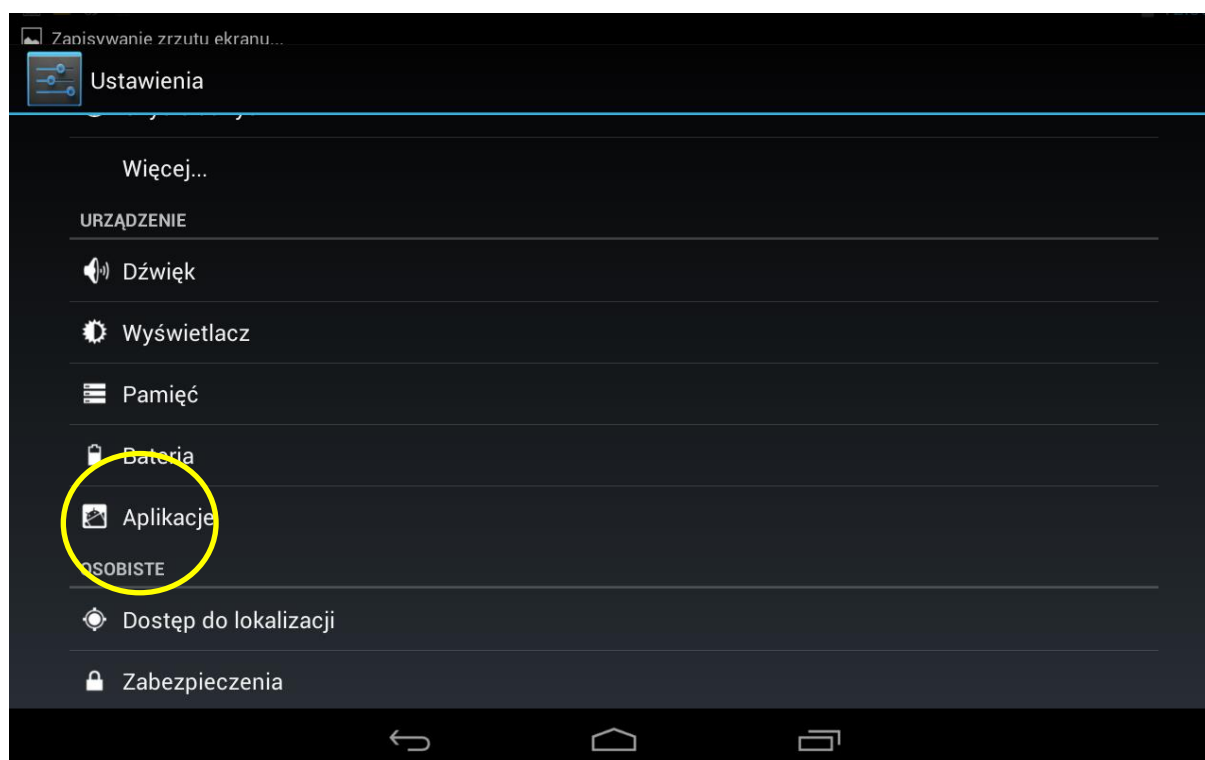 Zapisywanie zrzutu ekranu...
Ustawienia
Więcej...
URZĄDZENIE
Dźwięk
Wyświetlacz
Pamięć
Bateria
Aplikacje
OSOBISTE
Dostęp do lokalizacji
Zabezpieczenia